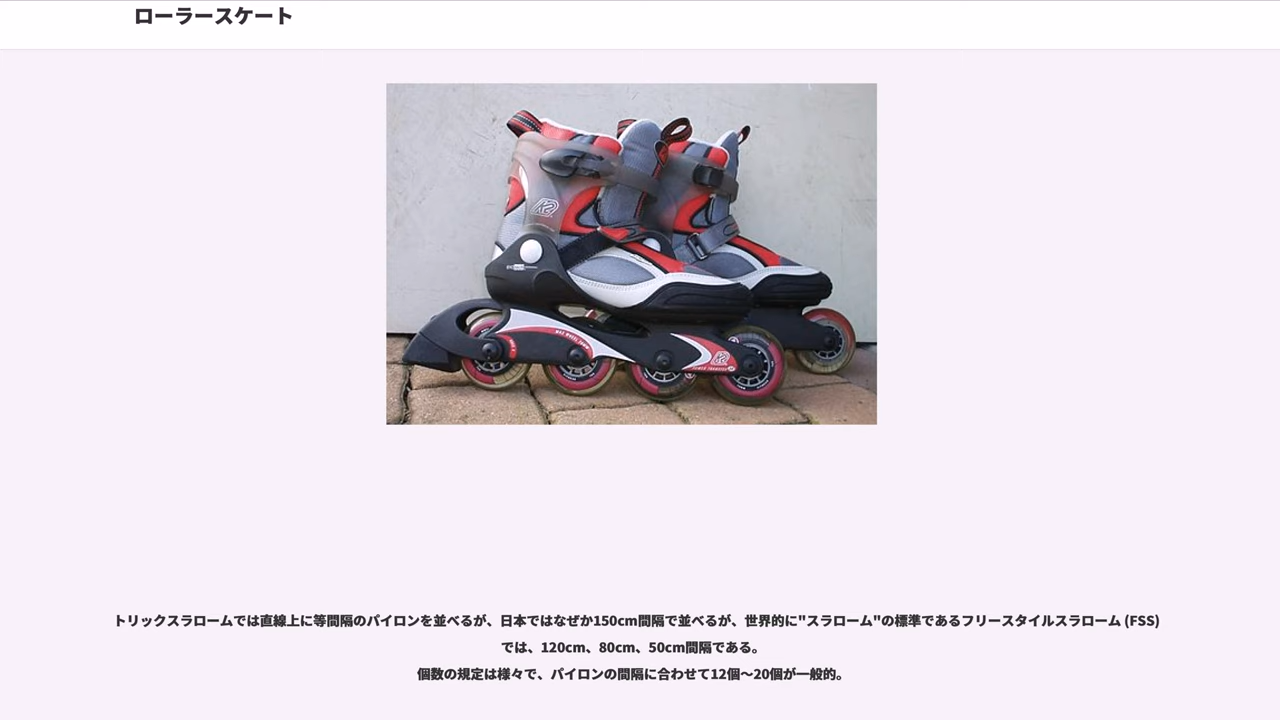 ローラースケート
K2
K2
トリックスラロームでは直線上に等間隔のパイロンを並べるが、日本ではなぜか150cm間隔で並べるが、世界的に"スラローム"の標準であるフリースタイルスラローム (FSS)
では、120cm、80cm、50cm間隔である。
個数の規定は様々で、パイロンの間隔に合わせて12個〜20個が一般的。